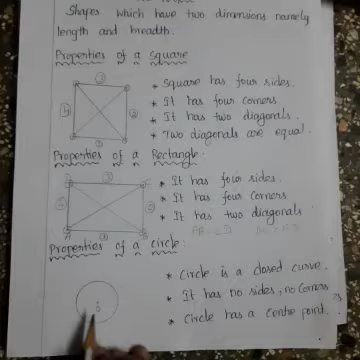 Shapes which have two dimensions namely
length and breadth.
Properties of a square
* Square has four sides.
* It has four corners.
* It has two diagonals.
* Two diagonals are equal.
Properties of a Rectangle:
* It has four sides.
* It has four corners
* It has two diagonals
Properties of a circle:
* Circle is a closed curve.
* It has no sides, no corners
* Circle has a centre point.